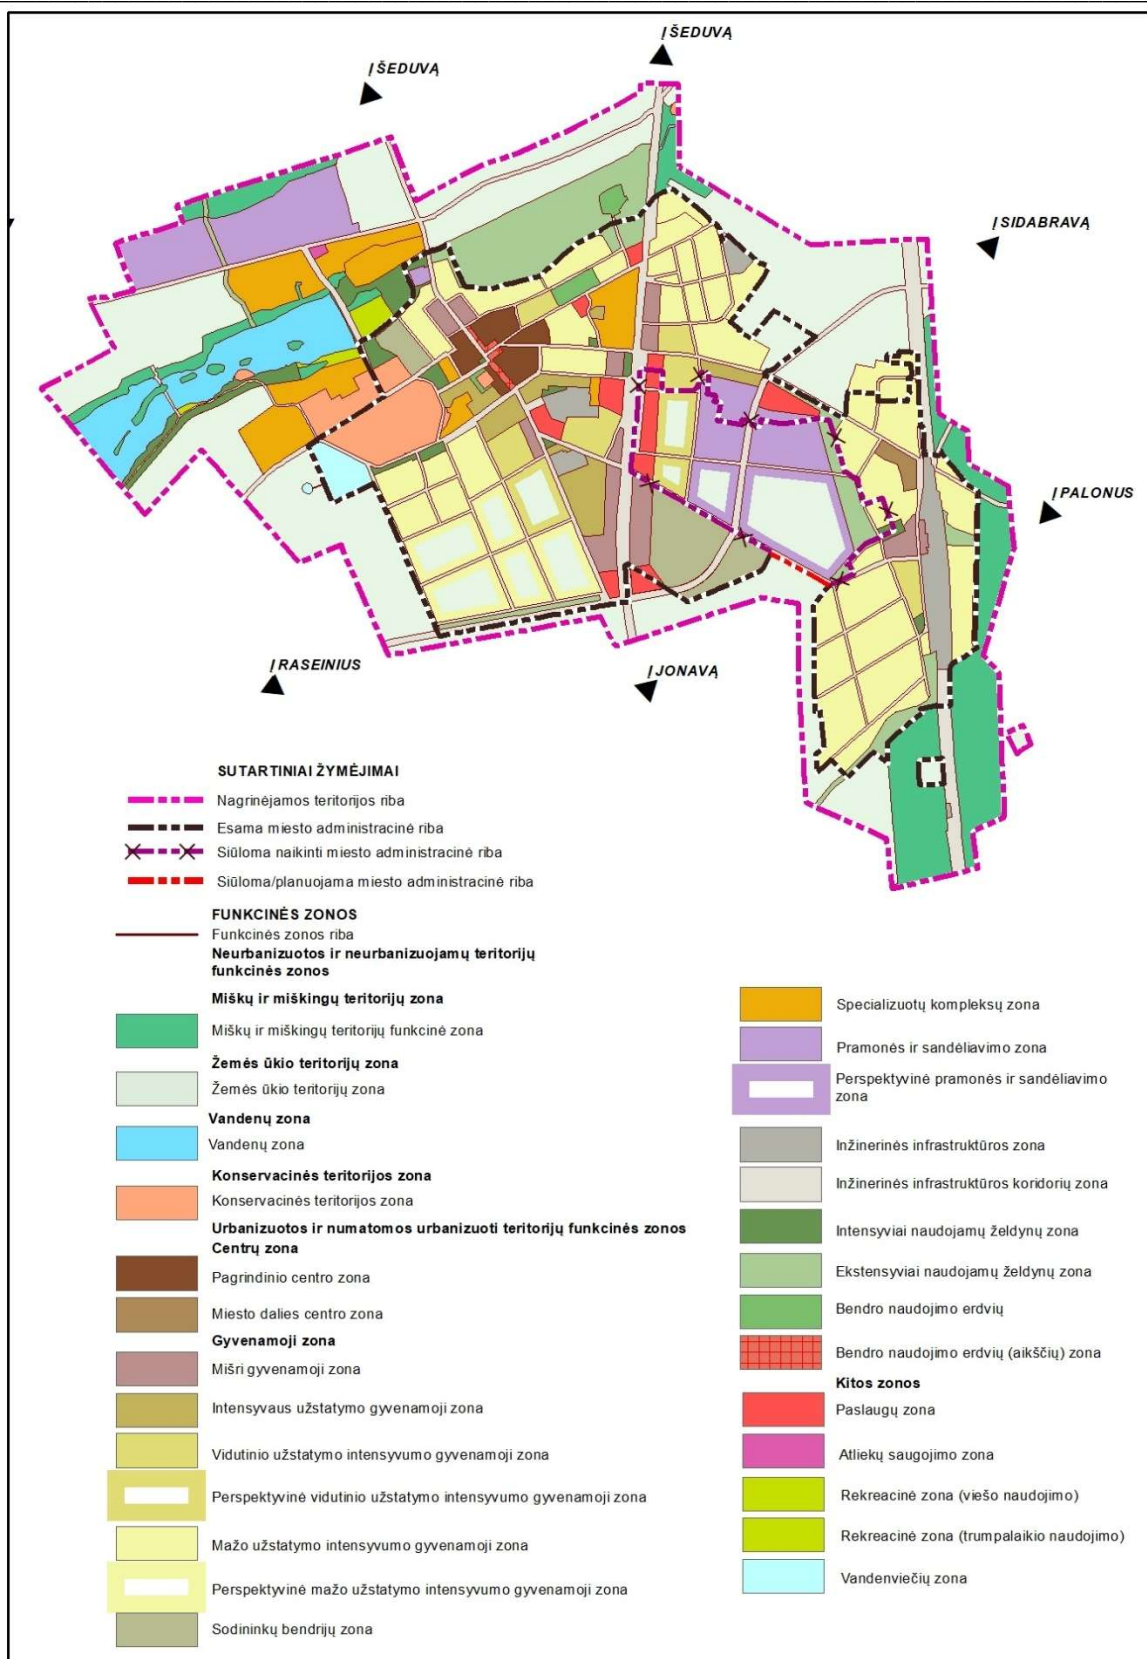 Į ŠEDUVĄ
Į ŠEDUVĄ
Į SIDABRAVĄ
Į PALONUS
Į RASEINIUS
Į JONAVĄ
SUTARTINIAI ŽYMĖJIMAI
Nagrinėjamos teritorijos riba
Esama miesto administracinė riba
Siūloma naikinti miesto administracinė riba
Siūloma/planuojama miesto administracinė riba
FUNKCINĖS ZONOS
Funkcinės zonos riba
Neurbanizuotos ir neurbanizuojamų teritorijų
funkcinės zonos
Miškų ir miškingų teritorijų zona
Miškų ir miškingų teritorijų funkcinė zona
Žemės ūkio teritorijų zona
Žemės ūkio teritorijų zona
Vandenų zona
Vandenų zona
Konservacinės teritorijos zona
Konservacinės teritorijos zona
Urbanizuotos ir numatomos urbanizuoti teritorijų funkcinės zonos
Centrų zona
Pagrindinio centro zona
Miesto dalies centro zona
Gyvenamoji zona
Mišri gyvenamoji zona
Intensyvaus užstatymo gyvenamoji zona
Vidutinio užstatymo intensyvumo gyvenamoji zona
Perspektyvinė vidutinio užstatymo intensyvumo gyvenamoji zona
Mažo užstatymo intensyvumo gyvenamoji zona
Perspektyvinė mažo užstatymo intensyvumo gyvenamoji zona
Sodininkų bendrijų zona
Specializuotų kompleksų zona
Pramonės ir sandėliavimo zona
Perspektyvinė pramonės ir sandėliavimo
zona
Inžinerinės infrastruktūros zona
Inžinerinės infrastruktūros koridorių zona
Intensyviai naudojamų želdynų zona
Ekstensyviai naudojamų želdynų zona
Bendro naudojimo erdvių
Bendro naudojimo erdvių (aikščių) zona
Kitos zonos
Paslaugų zona
Atliekų saugojimo zona
Rekreacinė zona (viešo naudojimo)
Rekreacinė zona (trumpalaikio naudojimo)
Vandenviečių zona